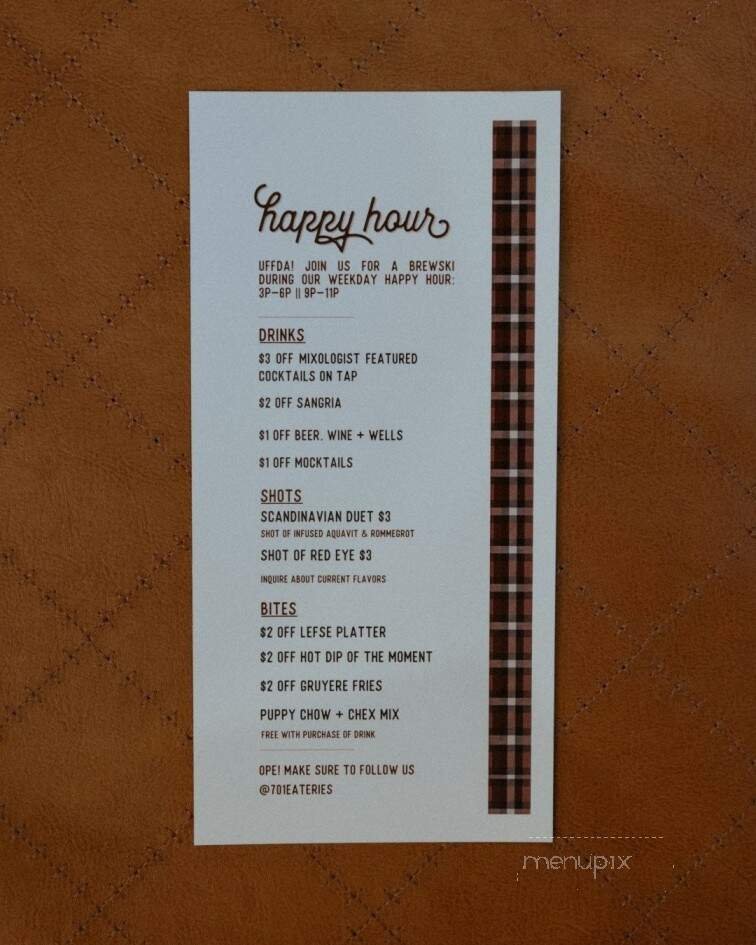 happy hour
UFFDA! JOIN US FOR A BREWSKI
DURING OUR WEEKDAY HAPPY HOUR:
3P-6P || 9P-11P
DRINKS
$3 OFF MIXOLOGIST FEATURED
COCKTAILS ON TAP
$2 OFF SANGRIA
$1 OFF BEER. WINE + WELLS
$1 OFF MOCKTAILS
SHOTS
SCANDINAVIAN DUET $3
SHOT OF INFUSED AQUAVIT & ROMMEGROT
SHOT OF RED EYE $3
INQUIRE ABOUT CURRENT FLAVORS
BITES
$2 OFF LEFSE PLATTER
$2 OFF HOT DIP OF THE MOMENT
$2 OFF GRUYERE FRIES
PUPPY CHOW + CHEX MIX
FREE WITH PURCHASE OF DRINK
OPE! MAKE SURE TO FOLLOW US
@701EATERIES
menupix